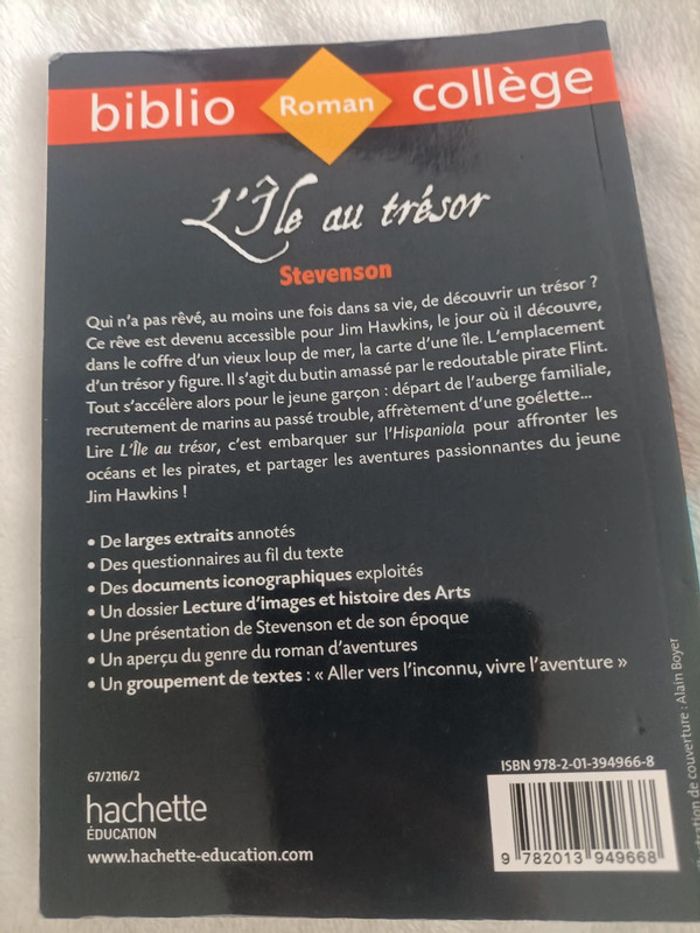 biblio Roman collège
L'Île au trésor
Stevenson
Qui n'a pas rêvé, au moins une fois dans sa vie, de découvrir un trésor ?
Ce rêve est devenu accessible pour Jim Hawkins, le jour où il découvre,
dans le coffre d'un vieux loup de mer, la carte d'une île. L'emplacement
d'un trésor y figure. Il s'agit du butin amassé par le redoutable pirate Flint.
Tout s'accélère alors pour le jeune garçon : départ de l'auberge familiale,
recrutement de marins au passé trouble, affrètement d'une goélette...
Lire L'Île au trésor, c'est embarquer sur l'Hispaniola pour affronter les
océans et les pirates, et partager les aventures passionnantes du jeune
Jim Hawkins !
• De larges extraits annotés
• Des questionnaires au fil du texte
• Des documents iconographiques exploités
• Un dossier Lecture d'images et histoire des Arts
• Une présentation de Stevenson et de son époque
• Un aperçu du genre du roman d'aventures
• Un groupement de textes : « Aller vers l'inconnu, vivre l'aventure »
67/2116/2
hachette
ÉDUCATION
www.hachette-education.com
ISBN 978-2-01-394966-8
9 782013 949668
de couverture : Alain Boyer